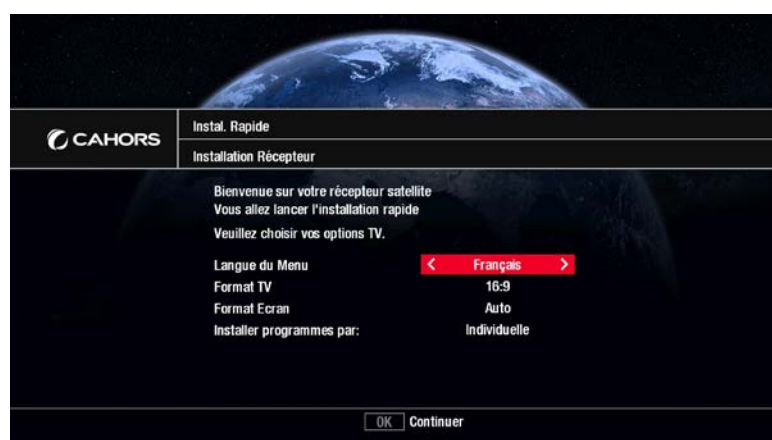 CAHORS
Instal. Rapide
Installation Récepteur
Bienvenue sur votre récepteur satellite
Vous allez lancer l'installation rapide
Veuillez choisir vos options TV.
Langue du Menu < Français >
Format TV 16:9
Format Ecran Auto
Installer programmes par: Individuelle
OK Continuer